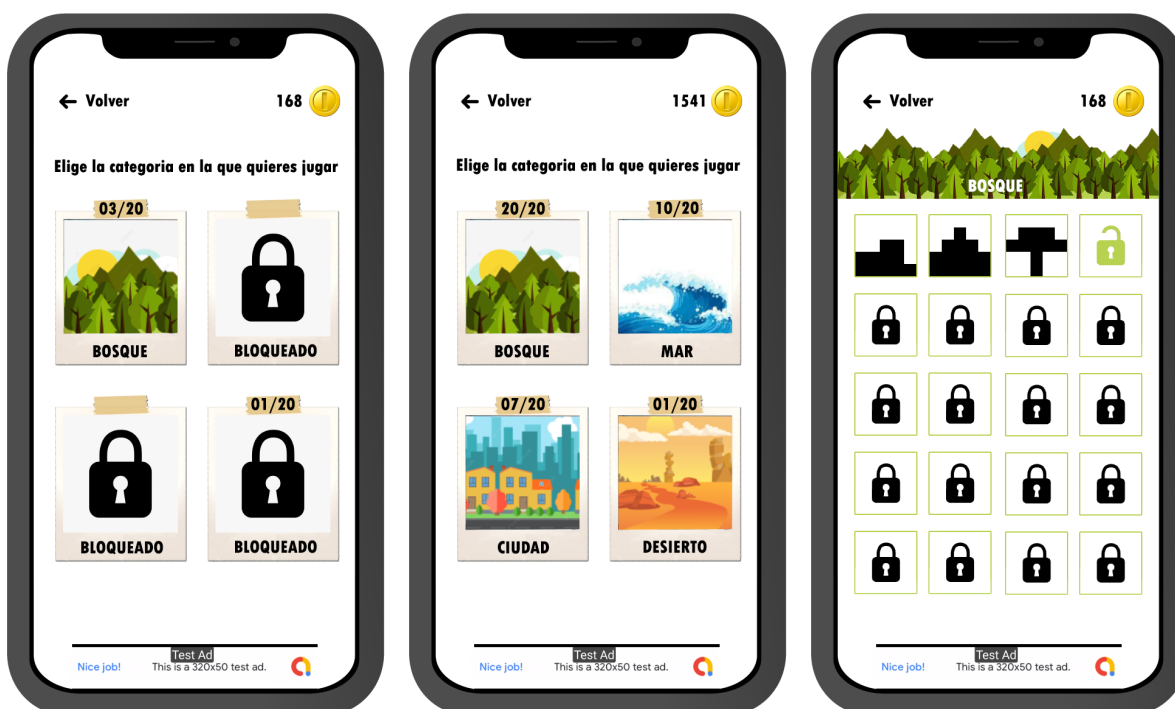 ← Volver
168
Elige la categoria en la que quieres jugar
03/20
BOSQUE
BLOQUEADO
01/20
BLOQUEADO
BLOQUEADO
Nice job!
Test Ad
This is a 320x50 test ad.
← Volver
1541
Elige la categoria en la que quieres jugar
20/20
10/20
BOSQUE
MAR
07/20
01/20
CIUDAD
DESIERTO
Nice job!
Test Ad
This is a 320x50 test ad.
← Volver
168
BOSQUE
Nice job!
Test Ad
This is a 320x50 test ad.